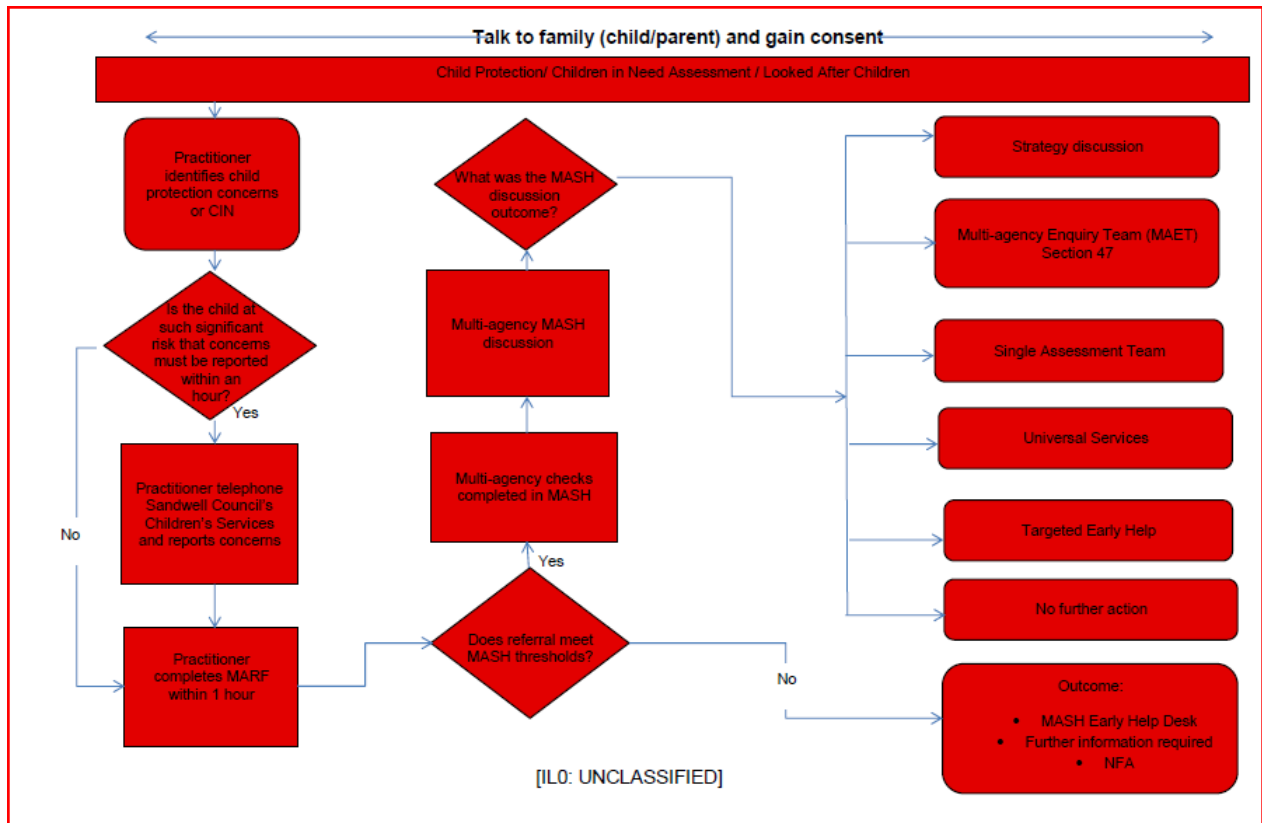 Talk to family (child/parent) and gain consent
Child Protection/ Children in Need Assessment / Looked After Children
Practitioner
identifies child
protection concerns
or CIN
Is the child at
such significant
risk that concerns
must be reported
within an
hour?
Yes
No
Practitioner telephone
Sandwell Council's
Children's Services
and reports concerns
Practitioner
completes MARF
within 1 hour
What was the MASH
discussion
outcome?
Multi-agency MASH
discussion
Multi-agency checks
completed in MASH
Yes
Does referral meet
MASH thresholds?
No
Strategy discussion
Multi-agency Enquiry Team (MAET)
Section 47
Single Assessment Team
Universal Services
Targeted Early Help
No further action
Outcome:
• MASH Early Help Desk
• Further information required
• NFA
[IL0: UNCLASSIFIED]